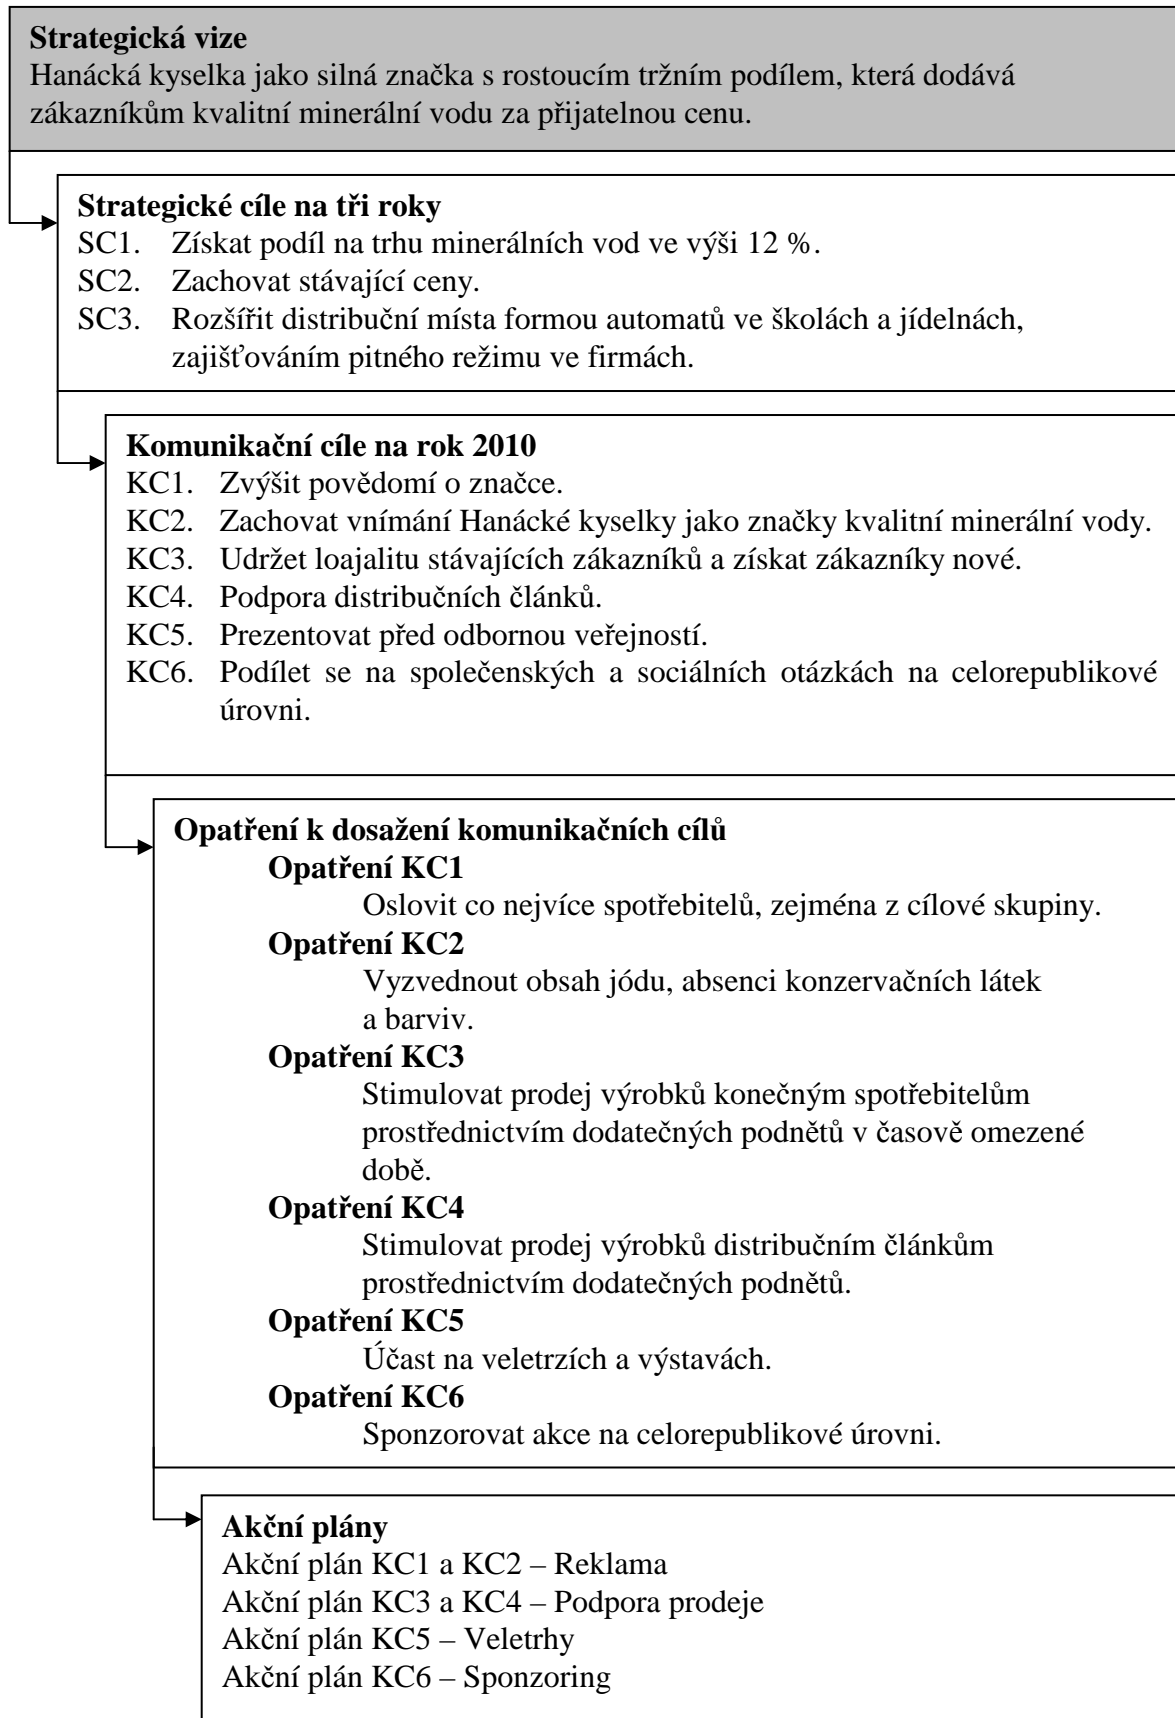 Strategická vize
Hanácká kyselka jako silná značka s rostoucím tržním podílem, která dodává
zákazníkům kvalitní minerální vodu za přijatelnou cenu.
Strategické cíle na tři roky
SC1. Získat podíl na trhu minerálních vod ve výši 12 %.
SC2. Zachovat stávající ceny.
SC3. Rozšířit distribuční místa formou automatů ve školách a jídelnách,
zajišťováním pitného režimu ve firmách.
Komunikační cíle na rok 2010
KC1. Zvýšit povědomí o značce.
KC2. Zachovat vnímání Hanácké kyselky jako značky kvalitní minerální vody.
KC3. Udržet loajalitu stávajících zákazníků a získat zákazníky nové.
KC4. Podpora distribučních článků.
KC5. Prezentovat před odbornou veřejností.
KC6. Podílet se na společenských a sociálních otázkách na celorepublikové
úrovni.
Opatření k dosažení komunikačních cílů
Opatření KC1
Oslovit co nejvíce spotřebitelů, zejména z cílové skupiny.
Opatření KC2
Vyzvednout obsah jódu, absenci konzervačních látek
a barviv.
Opatření KC3
Stimulovat prodej výrobků konečným spotřebitelům
prostřednictvím dodatečných podnětů v časově omezené
době.
Opatření KC4
Stimulovat prodej výrobků distribučním článkům
prostřednictvím dodatečných podnětů.
Opatření KC5
Účast na veletrzích a výstavách.
Opatření KC6
Sponzorovat akce na celorepublikové úrovni.
Akční plány
Akční plán KC1 a KC2 – Reklama
Akční plán KC3 a KC4 – Podpora prodeje
Akční plán KC5 – Veletrhy
Akční plán KC6 – Sponzoring